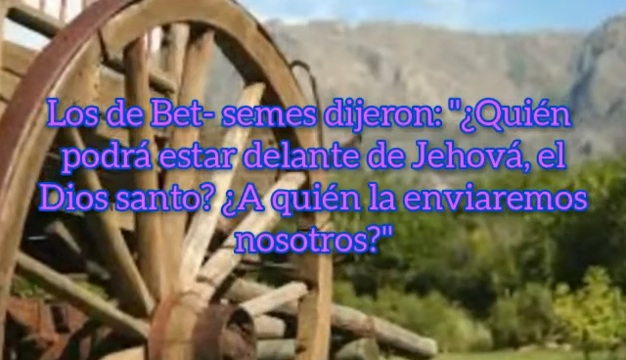 Los de Bet- semes dijeron: "¿Quién
podrá estar delante de Jehová, el
Dios santo? ¿A quién la enviaremos
nosotros?"